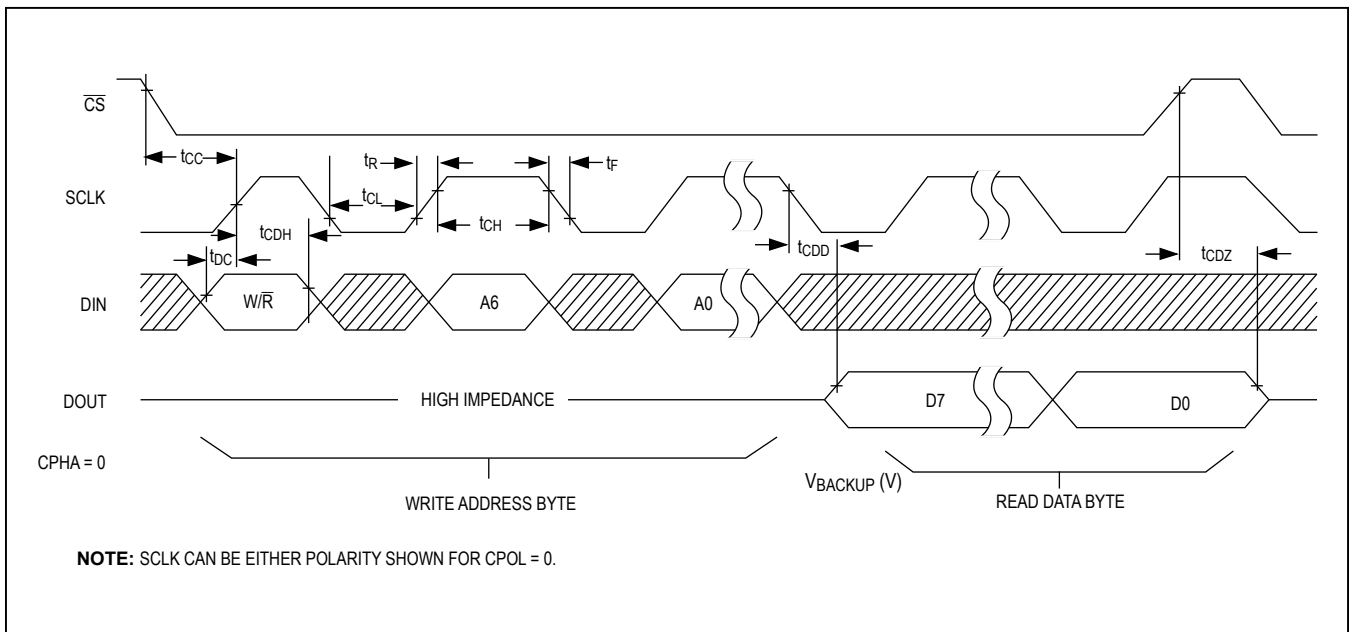 CS
tCC
tR
tF
SCLK
tCL
tCH
tCDH
tDC
tCDD
tCDZ
DIN
W/R
A6
A0
DOUT
HIGH IMPEDANCE
D7
D0
CPHA = 0
WRITE ADDRESS BYTE
VBACKUP (V)
READ DATA BYTE
NOTE: SCLK CAN BE EITHER POLARITY SHOWN FOR CPOL = 0.